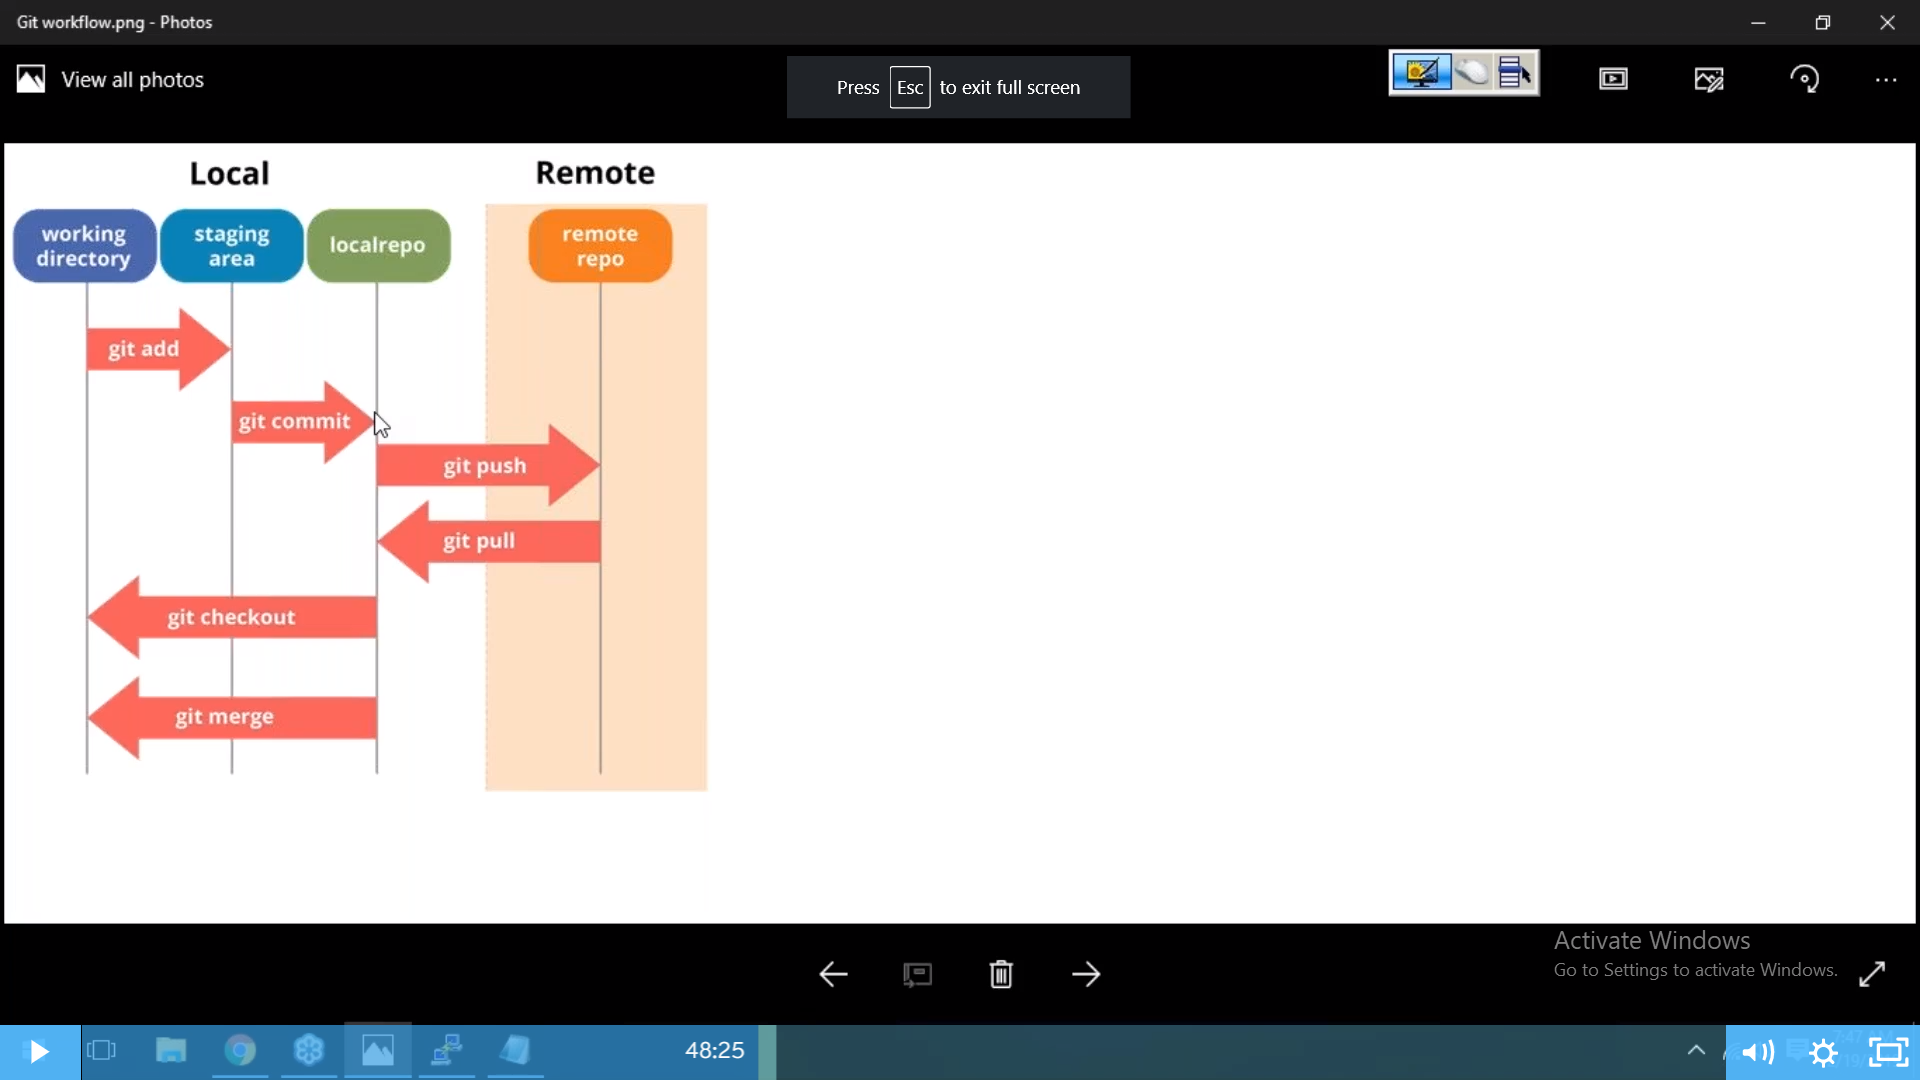 Git workflow.png - Photos
View all photos
Press Esc to exit full screen
Local
Remote
working
directory
staging
area
localrepo
remote
repo
git add
git commit
git push
git pull
git checkout
git merge
Activate Windows
Go to Settings to activate Windows.
48:25